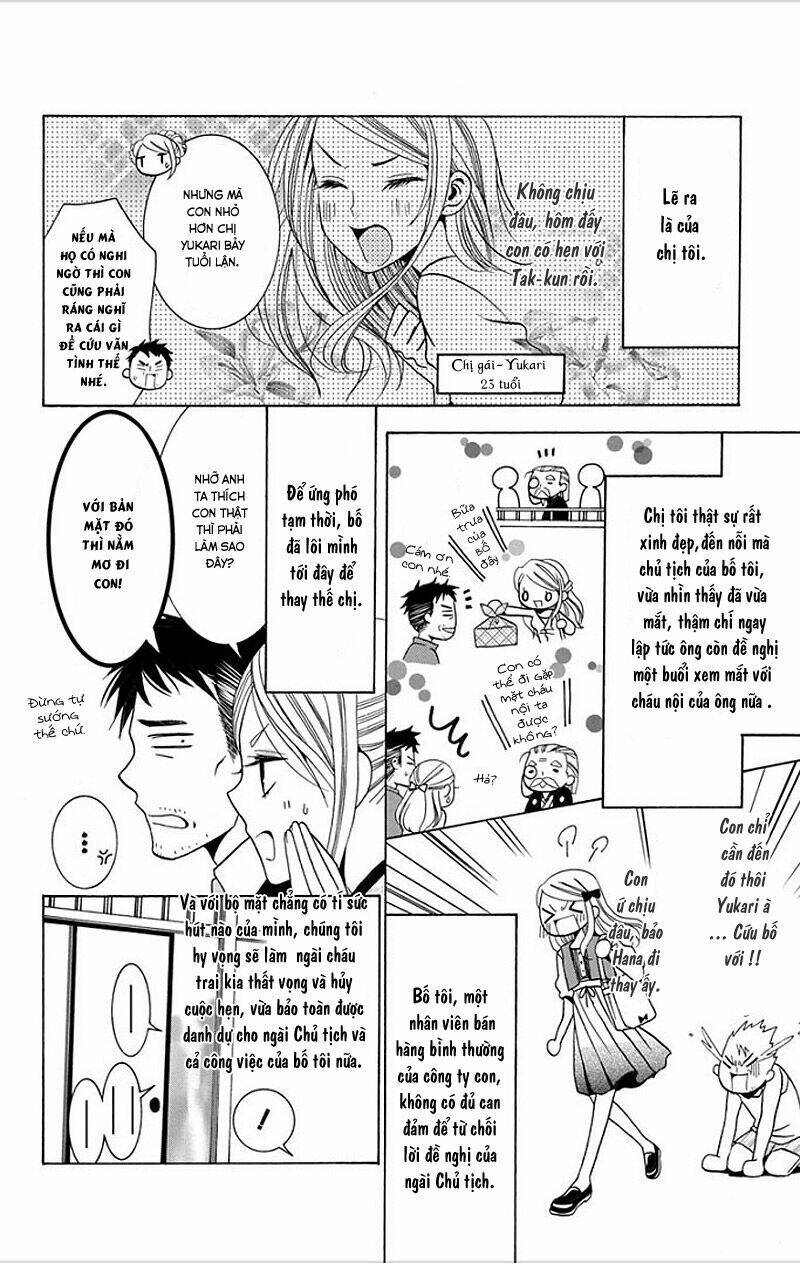 Lẽ ra
là của
chị tôi.
Không chịu
đâu, hôm đấy
con có hẹn với
Tak-kun rồi.
Chị gái- Yukari
23 tuổi
NHƯNG MÀ
CON NHỎ
HƠN CHỊ
YUKARI BẢY
TUỔI LẬN.
NẾU MÀ
HỌ CÓ NGHI
NGỜ THÌ CON
CŨNG PHẢI
RÁNG NGHĨ
RA CÁI GÌ
ĐỂ CỨU VÃN
TÌNH THẾ
NHÉ.
Chị tôi thật sự rất
xinh đẹp,đến nỗi mà
chủ tịch của bố tôi,
vừa nhìn thấy đã vừa
mắt, thậm chí ngay
lập tức ông còn đề nghị
một buổi xem mắt với
cháu nội của ông nữa .
Bữa
trưa
của
Bố
đây
Cảm ơn
con nhé.
Con có
thể đi gặp
mặt cháu
nội ta
được
không?
Hả?
Để ứng phó
tạm thời, bố
đã lôi mình
tới đây để
thay thế chị.
NHỠ ANH
TA THÍCH
CON THẬT
THÌ PHẢI
LÀM SAO
ĐÂY?
VỚI BẢN
MẶT ĐÓ
THÌ NẰM
MƠ ĐI
CON!
Đừng tự
sướng
thế chứ.
Con chỉ
cần đến
đó thôi
Yukari à
... Cứu bố
với !!
Con
ứ chịu
đâu, bảo
Hana đi
thay ấy.
Bố tôi, một
nhân viên bán
hàng bình thường
của công ty con,
không có đủ can
đảm để từ chối
lời đề nghị của
ngài Chủ tịch.
Và với bộ mặt chẳng có tí sức
hút nào của mình, chúng tôi
hy vọng sẽ làm ngài cháu
trai kia thất vọng và hủy
cuộc hẹn, vừa bảo toàn được
danh dự cho ngài Chủ tịch và
cả công việc của bố tôi nữa.
!